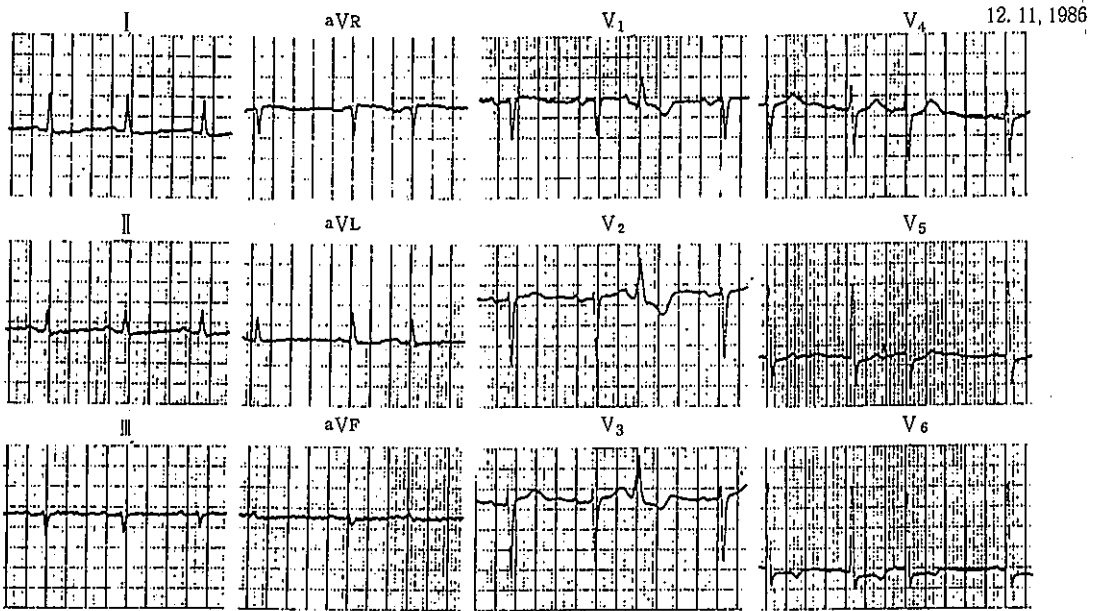 12. 11, 1986
I aVR V1 V4
II aVL V2 V5
III aVF V3 V6